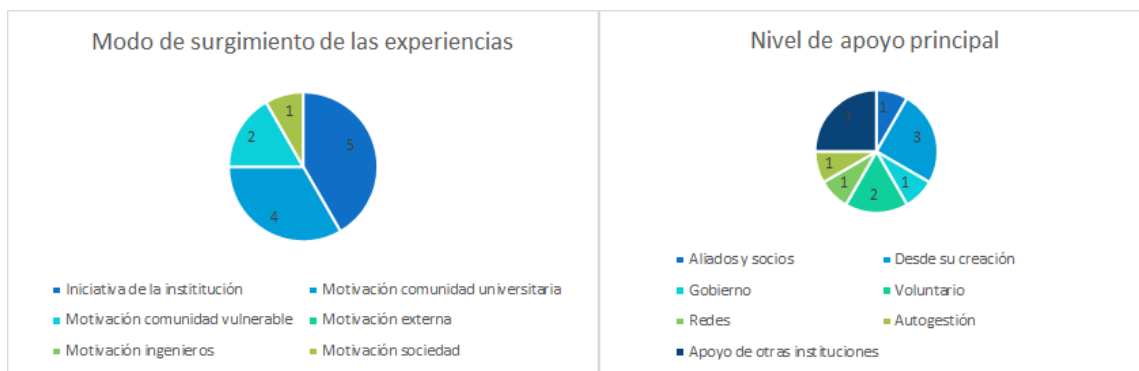 Modo de surgimiento de las experiencias
5
4
2
1
Iniciativa de la instititución
Motivación comunidad universitaria
Motivación comunidad vulnerable
Motivación externa
Motivación ingenieros
Motivación sociedad
Nivel de apoyo principal
1
3
1
2
1
1
3
Aliados y socios
Desde su creación
Gobierno
Voluntario
Redes
Autogestión
Apoyo de otras instituciones